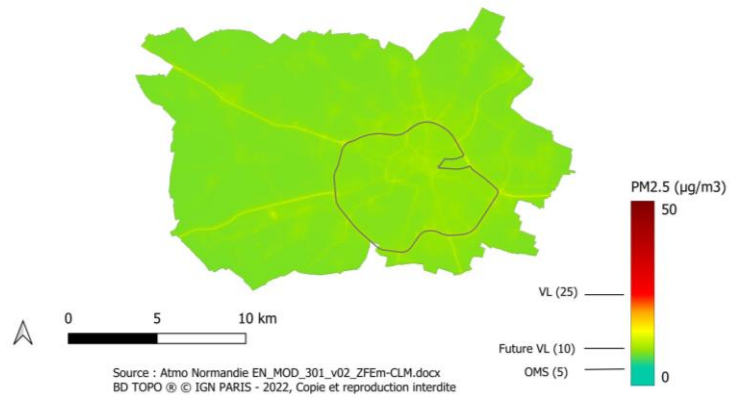 PM2.5 (µg/m3)
50
VL (25)
Future VL (10)
OMS (5)
0
0 5 10 km
Source : Atmo Normandie EN_MOD_301_v02_ZFEm-CLM.docx
BD TOPO ® © IGN PARIS - 2022, Copie et reproduction interdite